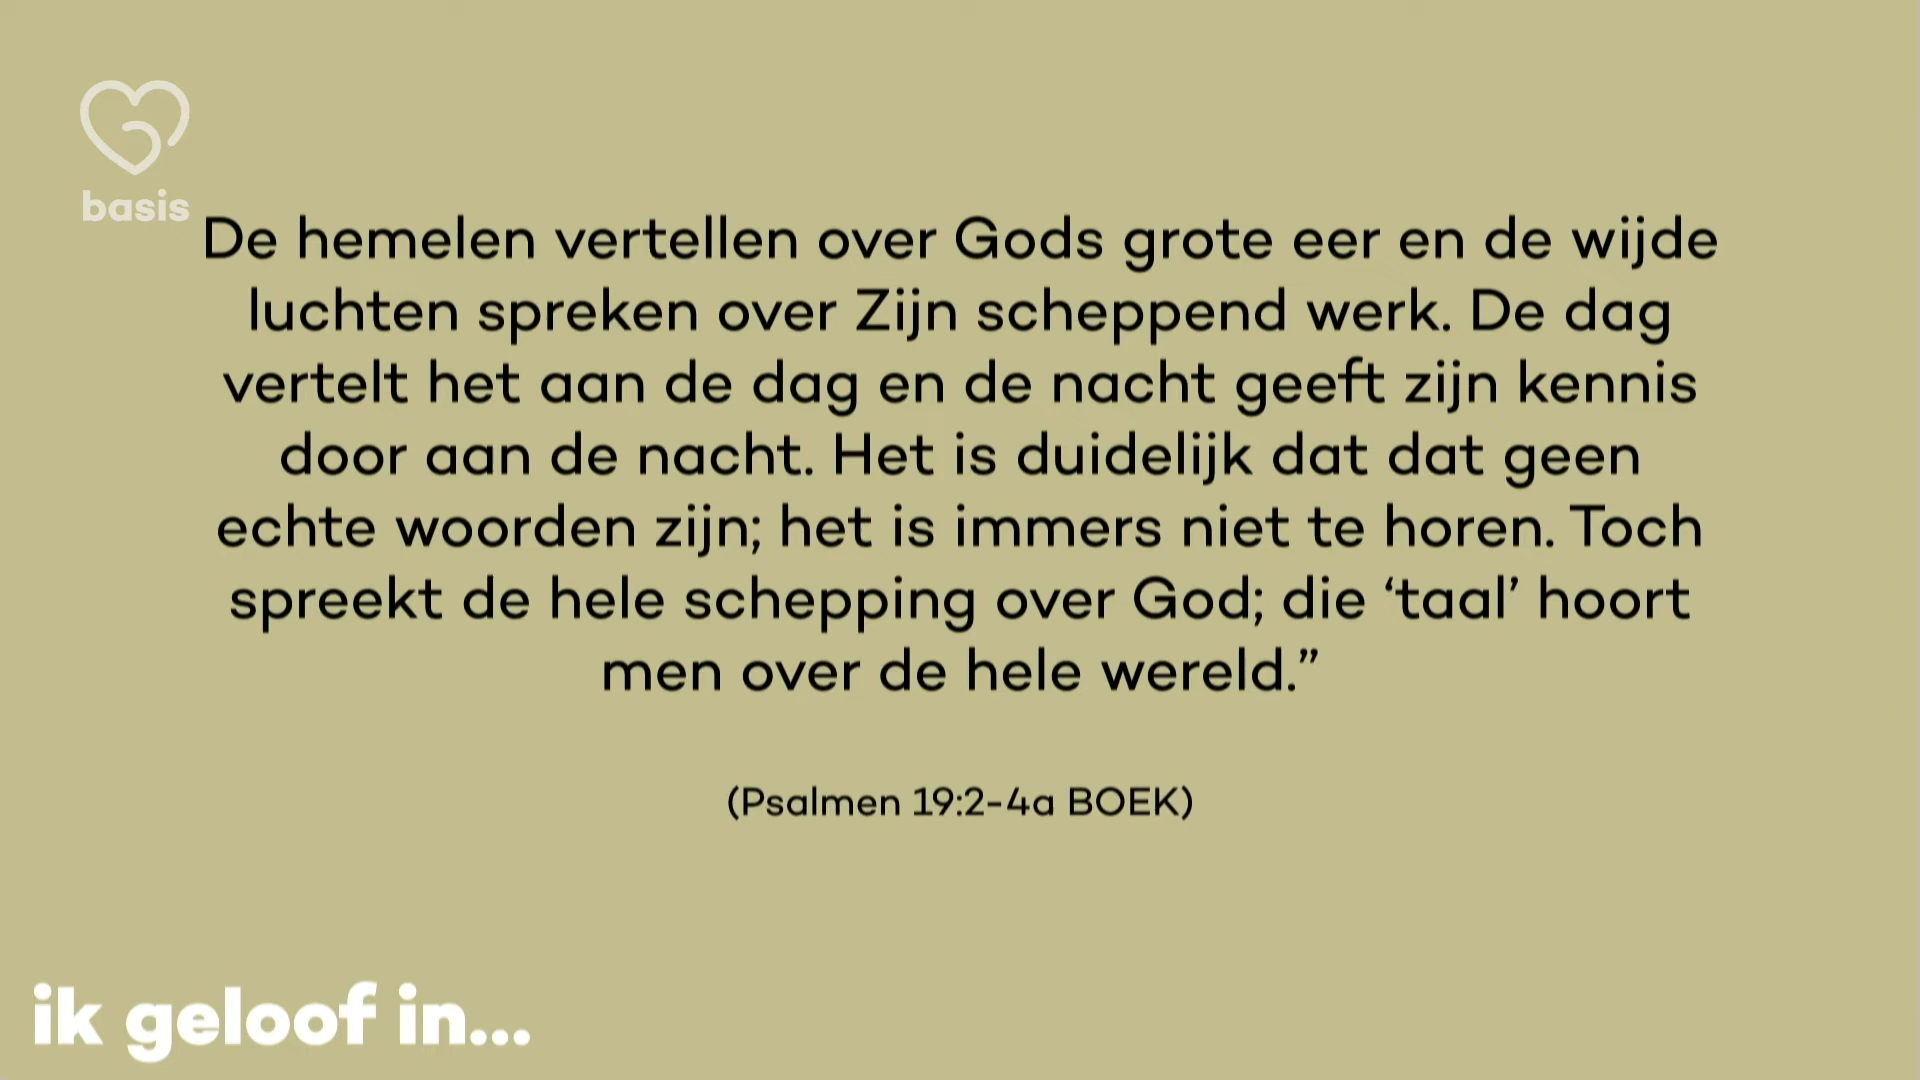 basis
De hemelen vertellen over Gods grote eer en de wijde
luchten spreken over Zijn scheppend werk. De dag
vertelt het aan de dag en de nacht geeft zijn kennis
door aan de nacht. Het is duidelijk dat dat geen
echte woorden zijn; het is immers niet te horen. Toch
spreekt de hele schepping over God; die ‘taal’ hoort
men over de hele wereld.”
(Psalmen 19:2-4a BOEK)
ik geloof in...